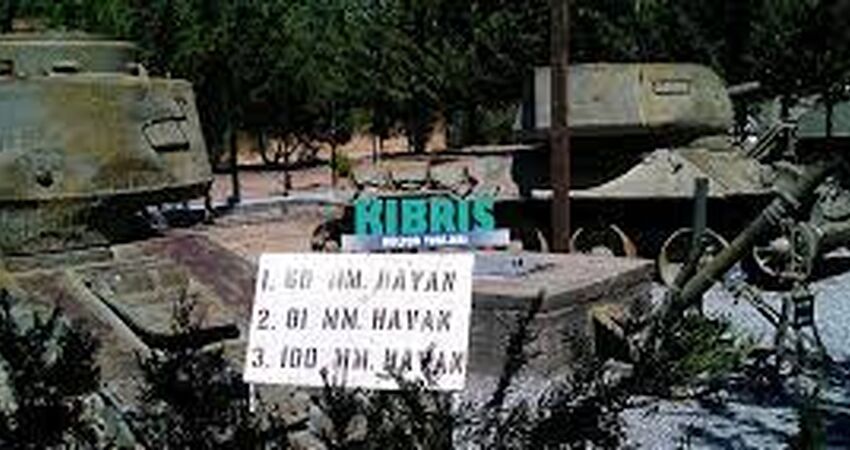 KIBRIS
1. 60 MM. HAVAN
2. 81 MM. HAVAN
3. 100 MM. HAVAN